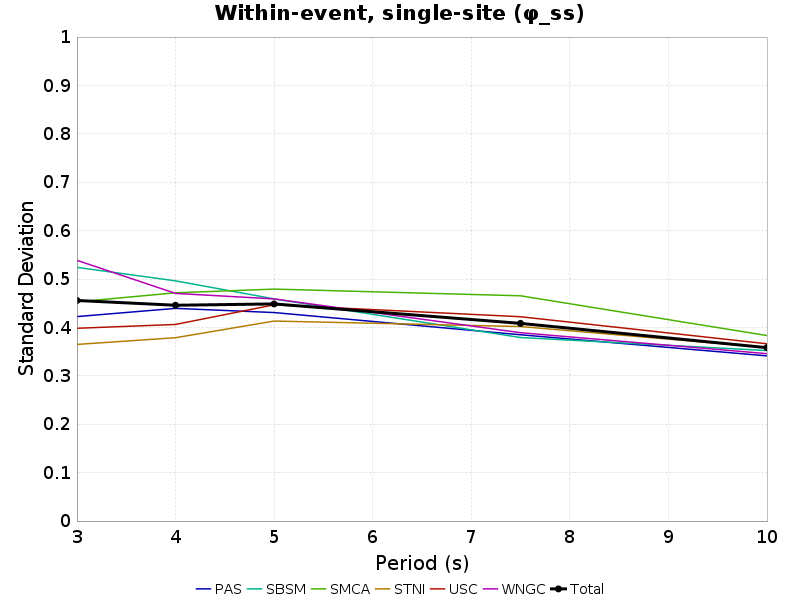 Within-event, single-site (φ_ss)
1
0.9
0.8
0.7
0.6
0.5
0.4
0.3
0.2
0.1
0
Standard Deviation
3 4 5 6 7 8 9 10
Period (s)
PAS SBSM SMCA STNI USC WNGC Total